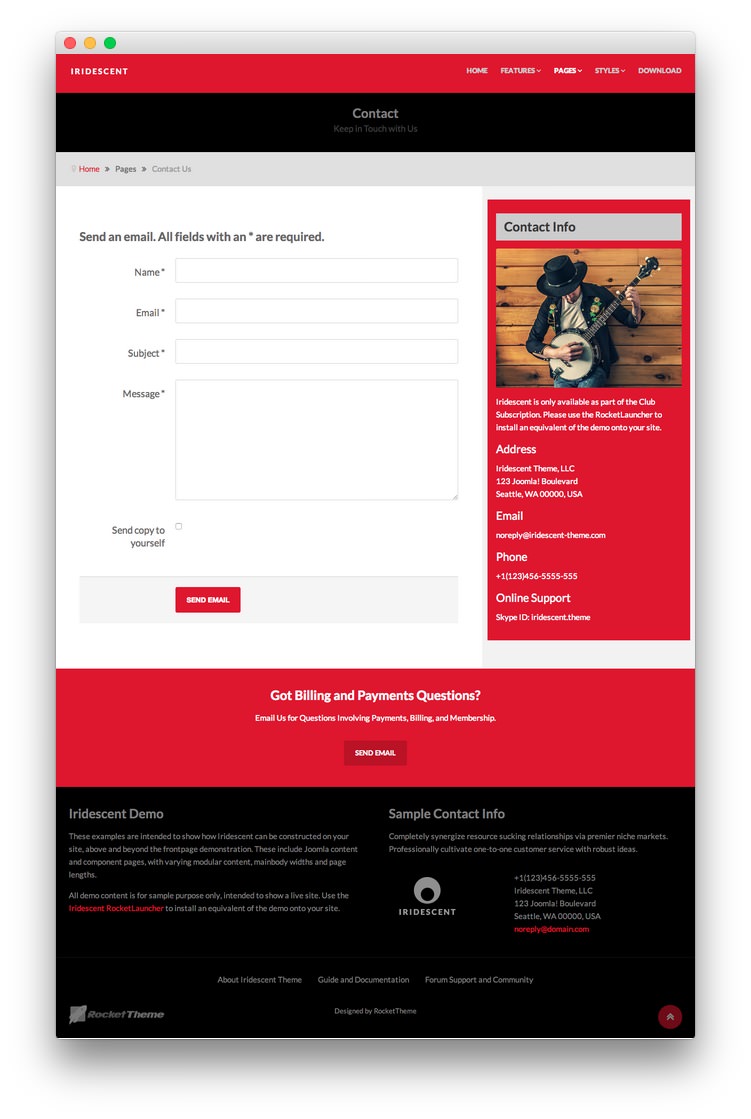 IRIDESCENT
HOME FEATURES PAGES STYLES DOWNLOAD
Contact
Keep in Touch with Us
Home » Pages » Contact Us
Send an email. All fields with an * are required.
Name *
Email *
Subject *
Message *
Send copy to
yourself
SEND EMAIL
Contact Info
Iridescent is only available as part of the Club
Subscription. Please use the RocketLauncher to
install an equivalent of the demo onto your site.
Address
Iridescent Theme, LLC
123 Joomla! Boulevard
Seattle, WA 00000, USA
Email
noreply@iridescent-theme.com
Phone
+1(123)456-5555-555
Online Support
Skype ID: iridescent.theme
Got Billing and Payments Questions?
Email Us for Questions Involving Payments, Billing, and Membership.
SEND EMAIL
Iridescent Demo
These examples are intended to show how Iridescent can be constructed on your
site, above and beyond the frontpage demonstration. These include Joomla content
and component pages, with varying modular content, mainbody widths and page
lengths.
All demo content is for sample purpose only, intended to show a live site. Use the
Iridescent RocketLauncher to install an equivalent of the demo onto your site.
Sample Contact Info
Completely synergize resource sucking relationships via premier niche markets.
Professionally cultivate one-to-one customer service with robust ideas.
IRIDESCENT
+1(123)456-5555-555
Iridescent Theme, LLC
123 Joomla! Boulevard
Seattle, WA 00000, USA
noreply@domain.com
About Iridescent Theme Guide and Documentation Forum Support and Community
RocketTheme
Designed by RocketTheme